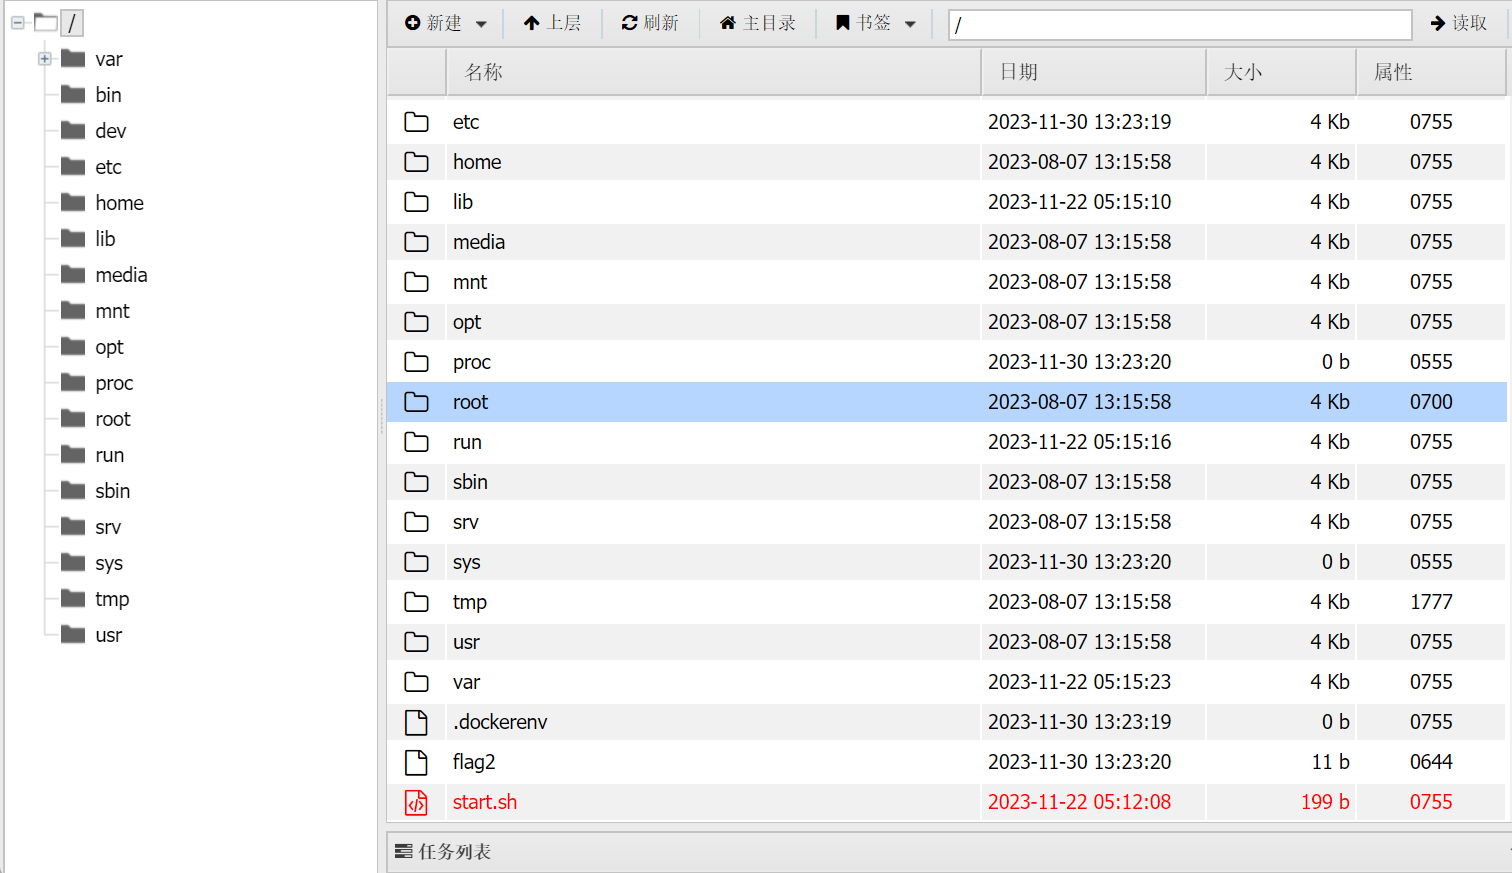 /
var
bin
dev
etc
home
lib
media
mnt
opt
proc
root
run
sbin
srv
sys
tmp
usr
新建 上层 刷新 主目录 书签 / 读取
名称 日期 大小 属性
etc 2023-11-30 13:23:19 4 Kb 0755
home 2023-08-07 13:15:58 4 Kb 0755
lib 2023-11-22 05:15:10 4 Kb 0755
media 2023-08-07 13:15:58 4 Kb 0755
mnt 2023-08-07 13:15:58 4 Kb 0755
opt 2023-08-07 13:15:58 4 Kb 0755
proc 2023-11-30 13:23:20 0 b 0555
root 2023-08-07 13:15:58 4 Kb 0700
run 2023-11-22 05:15:16 4 Kb 0755
sbin 2023-08-07 13:15:58 4 Kb 0755
srv 2023-08-07 13:15:58 4 Kb 0755
sys 2023-11-30 13:23:20 0 b 0555
tmp 2023-08-07 13:15:58 4 Kb 1777
usr 2023-08-07 13:15:58 4 Kb 0755
var 2023-11-22 05:15:23 4 Kb 0755
.dockerenv 2023-11-30 13:23:19 0 b 0755
flag2 2023-11-30 13:23:20 11 b 0644
start.sh 2023-11-22 05:12:08 199 b 0755
任务列表